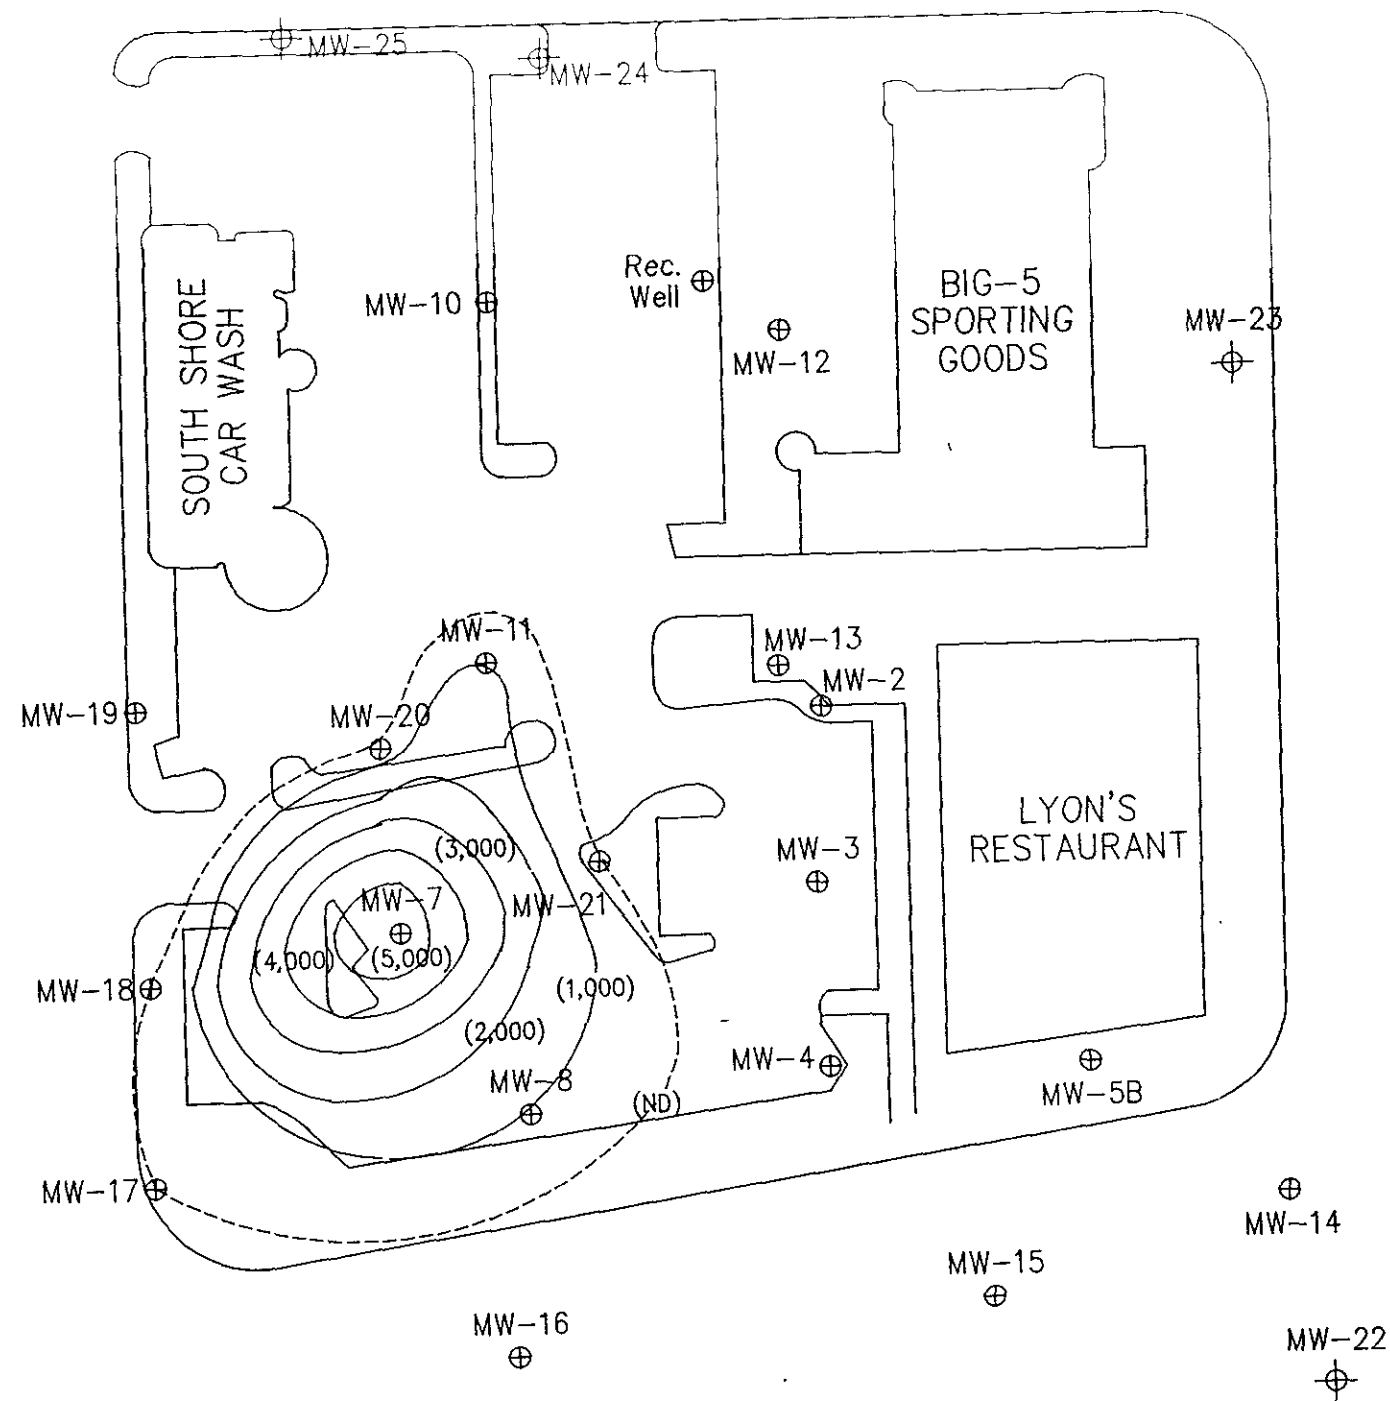 MW-25
MW-24
Rec.
Well
MW-10
BIG-5
SPORTING
GOODS
MW-23
MW-12
SOUTH SHORE
CAR WASH
MW-11
MW-13
MW-2
MW-19
MW-20
LYON'S
RESTAURANT
(3,000)
MW-3
MW-7
MW-21
(4,000)
(5,000)
MW-18
(1,000)
(2,000)
MW-4
MW-8
(ND)
MW-5B
MW-17
MW-14
MW-15
MW-16
MW-22